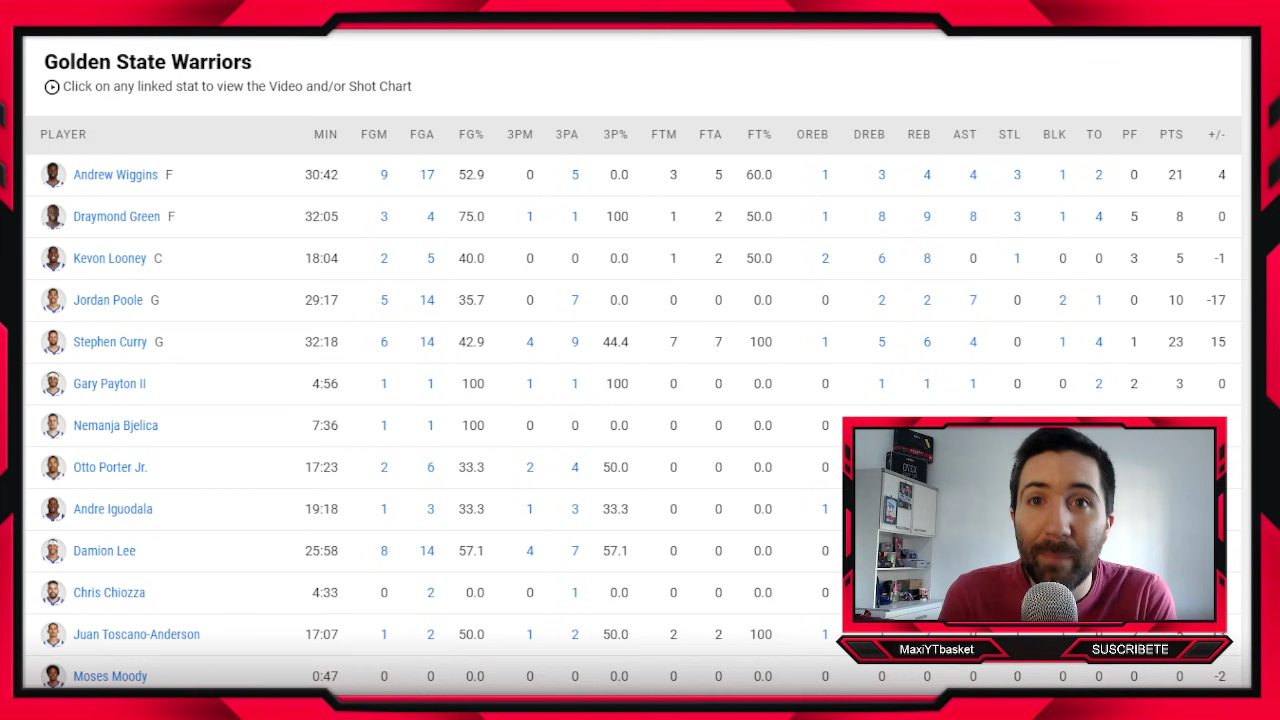 Golden State Warriors
Click on any linked stat to view the Video and/or Shot Chart
PLAYER MIN FGM FGA FG% 3PM 3PA 3P% FTM FTA FT% OREB DREB REB AST STL BLK TO PF PTS +/-
Andrew Wiggins F 30:42 9 17 52.9 0 5 0.0 3 5 60.0 1 3 4 4 3 1 2 0 21 4
Draymond Green F 32:05 3 4 75.0 1 1 100 1 2 50.0 1 8 9 8 3 1 4 5 8 0
Kevon Looney C 18:04 2 5 40.0 0 0 0.0 1 2 50.0 2 6 8 0 1 0 0 3 5 -1
Jordan Poole G 29:17 5 14 35.7 0 7 0.0 0 0 0.0 0 2 2 7 0 2 1 0 10 -17
Stephen Curry G 32:18 6 14 42.9 4 9 44.4 7 7 100 1 5 6 4 0 1 4 1 23 15
Gary Payton II 4:56 1 1 100 1 1 100 0 0 0.0 0 1 1 1 0 0 2 2 3 0
Nemanja Bjelica 7:36 1 1 100 0 0 0.0 0 0 0.0 0
Otto Porter Jr. 17:23 2 6 33.3 2 4 50.0 0 0 0.0 0
Andre Iguodala 19:18 1 3 33.3 1 3 33.3 0 0 0.0 1
Damion Lee 25:58 8 14 57.1 4 7 57.1 0 0 0.0 0
Chris Chiozza 4:33 0 2 0.0 0 1 0.0 0 0 0.0 0
Juan Toscano-Anderson 17:07 1 2 50.0 1 2 50.0 2 2 100 1
Moses Moody 0:47 0 0 0.0 0 0 0.0 0 0 0.0 0 0 0 0 0 0 0 0 0 -2
MaxiYTbasket
SUSCRIBETE